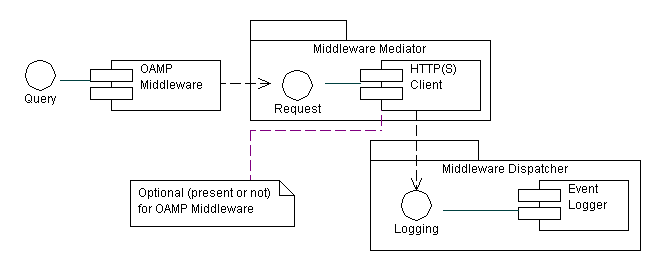 Middleware Mediator
OAMP
Middleware
HTTP(S)
Client
Query
Request
Middleware Dispatcher
Optional (present or not)
for OAMP Middleware
Event
Logger
Logging